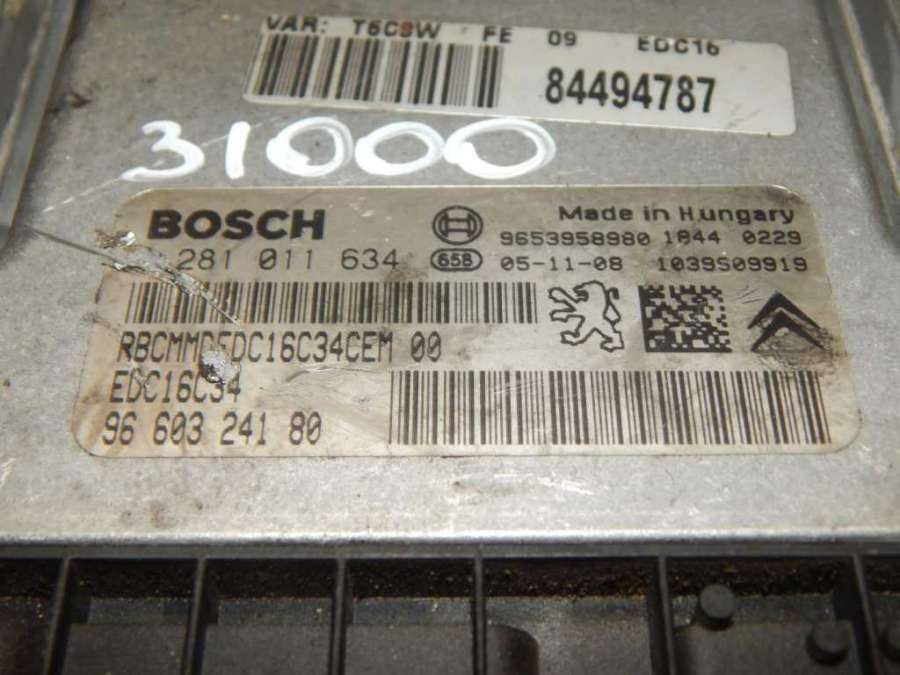 VAR: T6C9W FE 09 EDC16
84494787
31000
BOSCH
Made in Hungary
9653958980 1844 0229
281 011 634
658
05-11-08 1039S09919
EDC16C34CEM 00
EDC16C34
96 603 241 80